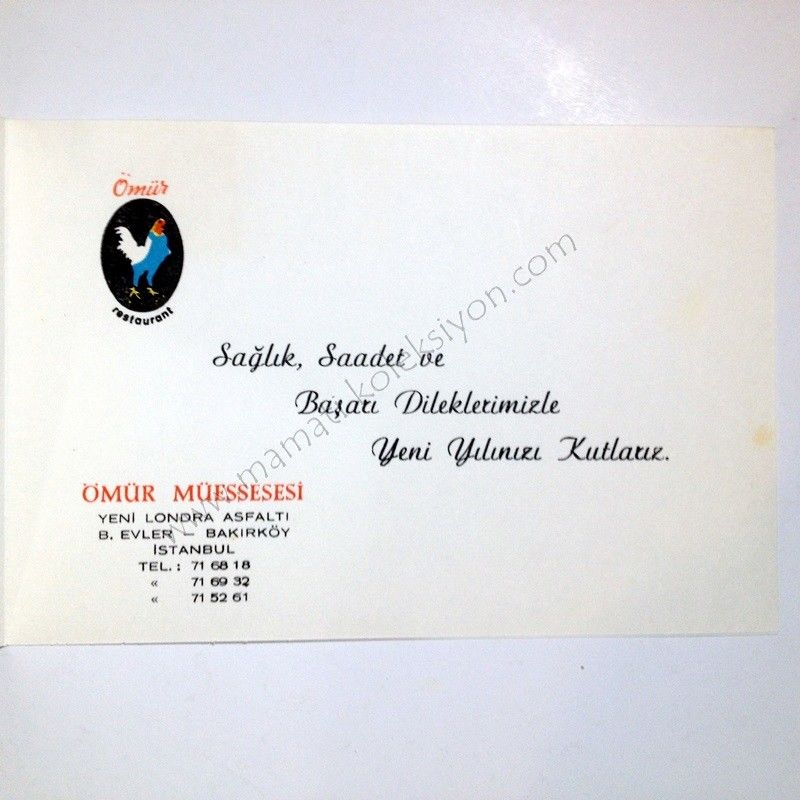 Ömür
restaurant
Sağlık, Saadet ve
Başarı Dileklerimizle
Yeni Yılınızı Kutlarız.
ÖMÜR MÜESSESESİ
YENİ LONDRA ASFALTI
B. EVLER - BAKIRKÖY
İSTANBUL
TEL.: 71 68 18
« 71 69 32
« 71 52 61
www.mamatkoleksiyon.com